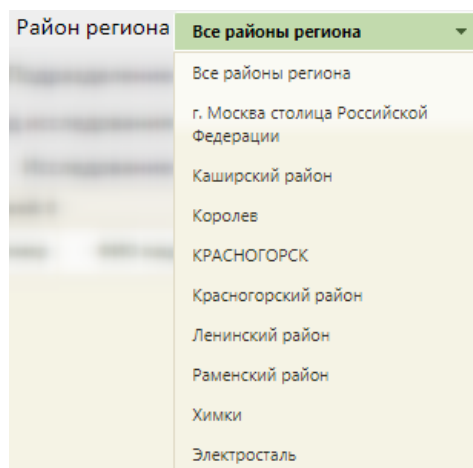 Район региона Все районы региона
Все районы региона
г. Москва столица Российской
Федерации
Каширский район
Королев
КРАСНОГОРСК
Красногорский район
Ленинский район
Раменский район
Химки
Электросталь